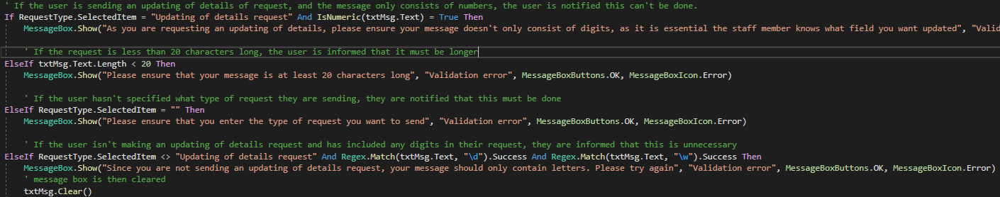 ' If the user is sending an updating of details of request, and the message only consists of numbers, the user is notified this can't be done.
If RequestType.SelectedItem = "Updating of details request" And IsNumeric(txtMsg.Text) = True Then
MessageBox.Show("As you are requesting an updating of details, please ensure your message doesn't only consist of digits, as it is essential the staff member knows what field you want updated", "Valid
' If the request is less than 20 characters long, the user is informed that it must be longer
ElseIf txtMsg.Text.Length < 20 Then
MessageBox.Show("Please ensure that your message is at least 20 characters long", "Validation error", MessageBoxButtons.OK, MessageBoxIcon.Error)
' If the user hasn't specified what type of request they are sending, they are notified that this must be done
ElseIf RequestType.SelectedItem = "" Then
MessageBox.Show("Please ensure that you enter the type of request you want to send", "Validation error", MessageBoxButtons.OK, MessageBoxIcon.Error)
' If the user isn't making an updating of details request and has included any digits in their request, they are informed that this is unnecessary
ElseIf RequestType.SelectedItem <> "Updating of details request" And Regex.Match(txtMsg.Text, "\d").Success And Regex.Match(txtMsg.Text, "\w").Success Then
MessageBox.Show("Since you are not sending an updating of details request, your message should only contain letters. Please try again", "Validation error", MessageBoxButtons.OK, MessageBoxIcon.Error)
' message box is then cleared
txtMsg.Clear()